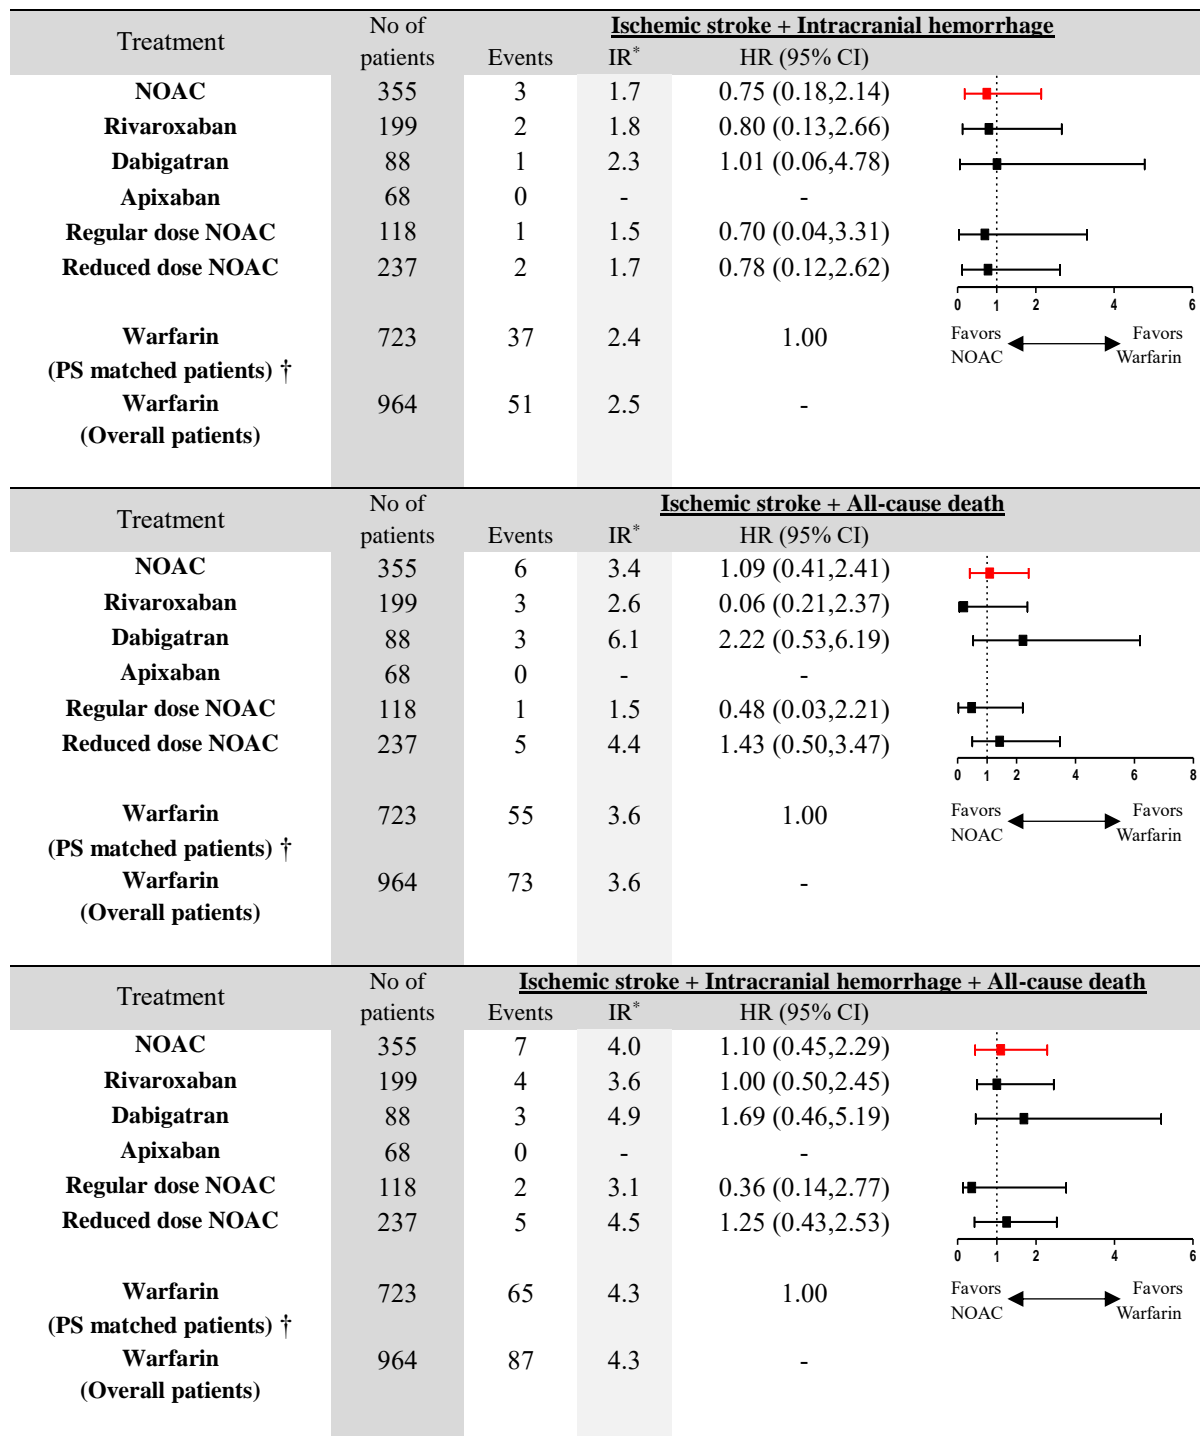 Treatment No of patients Events Ischemic stroke + Intracranial hemorrhage
IR* HR (95% CI)
NOAC 355 3 1.7 0.75 (0.18,2.14)
Rivaroxaban 199 2 1.8 0.80 (0.13,2.66)
Dabigatran 88 1 2.3 1.01 (0.06,4.78)
Apixaban 68 0 - -
Regular dose NOAC 118 1 1.5 0.70 (0.04,3.31)
Reduced dose NOAC 237 2 1.7 0.78 (0.12,2.62)
0 1 2 4 6
Warfarin 723 37 2.4 1.00
(PS matched patients) †
Favors NOAC Favors Warfarin
Warfarin 964 51 2.5 -
(Overall patients)
Treatment No of patients Events Ischemic stroke + All-cause death
IR* HR (95% CI)
NOAC 355 6 3.4 1.09 (0.41,2.41)
Rivaroxaban 199 3 2.6 0.06 (0.21,2.37)
Dabigatran 88 3 6.1 2.22 (0.53,6.19)
Apixaban 68 0 - -
Regular dose NOAC 118 1 1.5 0.48 (0.03,2.21)
Reduced dose NOAC 237 5 4.4 1.43 (0.50,3.47)
0 1 2 4 6 8
Warfarin 723 55 3.6 1.00
(PS matched patients) †
Favors NOAC Favors Warfarin
Warfarin 964 73 3.6 -
(Overall patients)
Treatment No of patients Events Ischemic stroke + Intracranial hemorrhage + All-cause death
IR* HR (95% CI)
NOAC 355 7 4.0 1.10 (0.45,2.29)
Rivaroxaban 199 4 3.6 1.00 (0.50,2.45)
Dabigatran 88 3 4.9 1.69 (0.46,5.19)
Apixaban 68 0 - -
Regular dose NOAC 118 2 3.1 0.36 (0.14,2.77)
Reduced dose NOAC 237 5 4.5 1.25 (0.43,2.53)
0 1 2 4 6
Warfarin 723 65 4.3 1.00
(PS matched patients) †
Favors NOAC Favors Warfarin
Warfarin 964 87 4.3 -
(Overall patients)